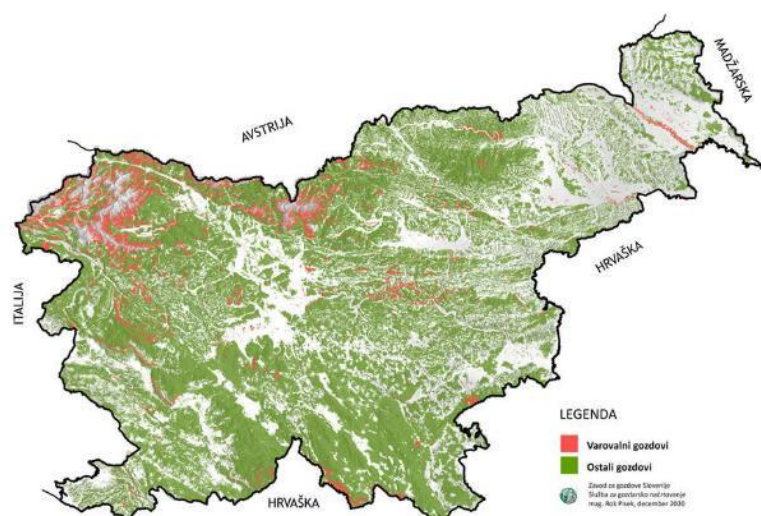 AVSTRIJA
MADŽARSKA
HRVAŠKA
ITALIJA
HRVAŠKA
LEGENDA
Varovalni gozdovi
Ostali gozdovi
Zavod za gozdove Slovenije
Služba za gozdarsko načrtovanje
mag. Rok Pisek, december 2020